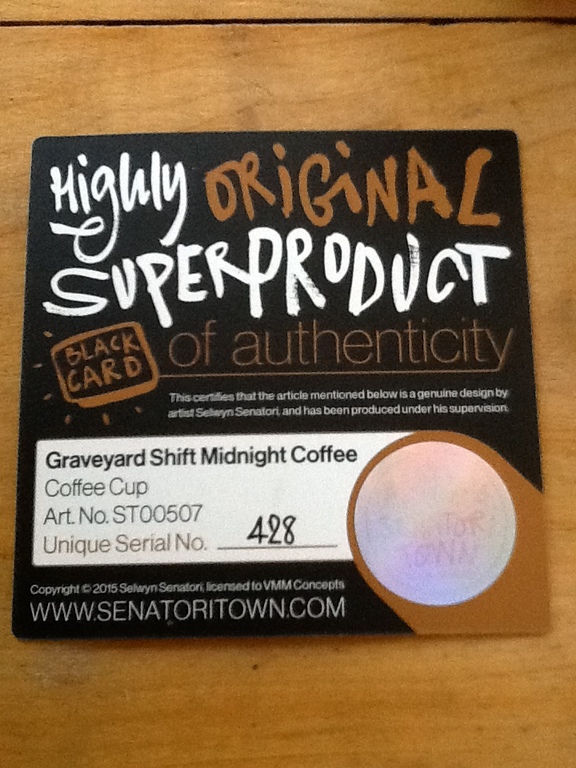 Highly ORiGiNAL
SUPERPRODUCT
BLACK
CARD
of authenticity
This certifies that the article mentioned below is a genuine design by
artist Selwyn Senatori, and has been produced under his supervision.
Graveyard Shift Midnight Coffee
Coffee Cup
Art. No. ST00507
Unique Serial No. 428
SENATORI
TOWN
Copyright © 2015 Selwyn Senatori, licensed to VMM Concepts
WWW.SENATORITOWN.COM